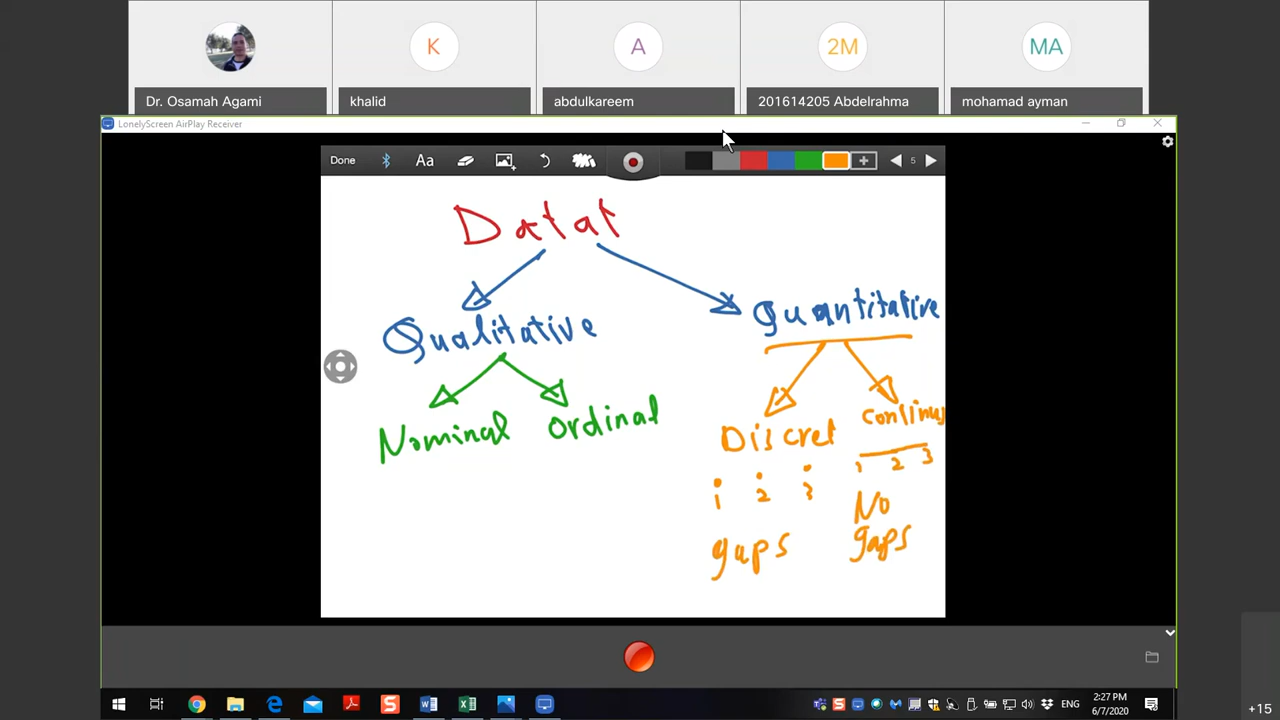 K
A
2M
MA
Dr. Osamah Agami
khalid
abdulkareem
201614205 Abdelrahma
mohamad ayman
LonelyScreen AirPlay Receiver
Done
Aa
5
Datat
Qualitative
Quantitative
Nominal
ordinal
Discret
continus
1 2 3
1 2 3
gaps
No
gaps
+15
ENG
2:27 PM
6/7/2020